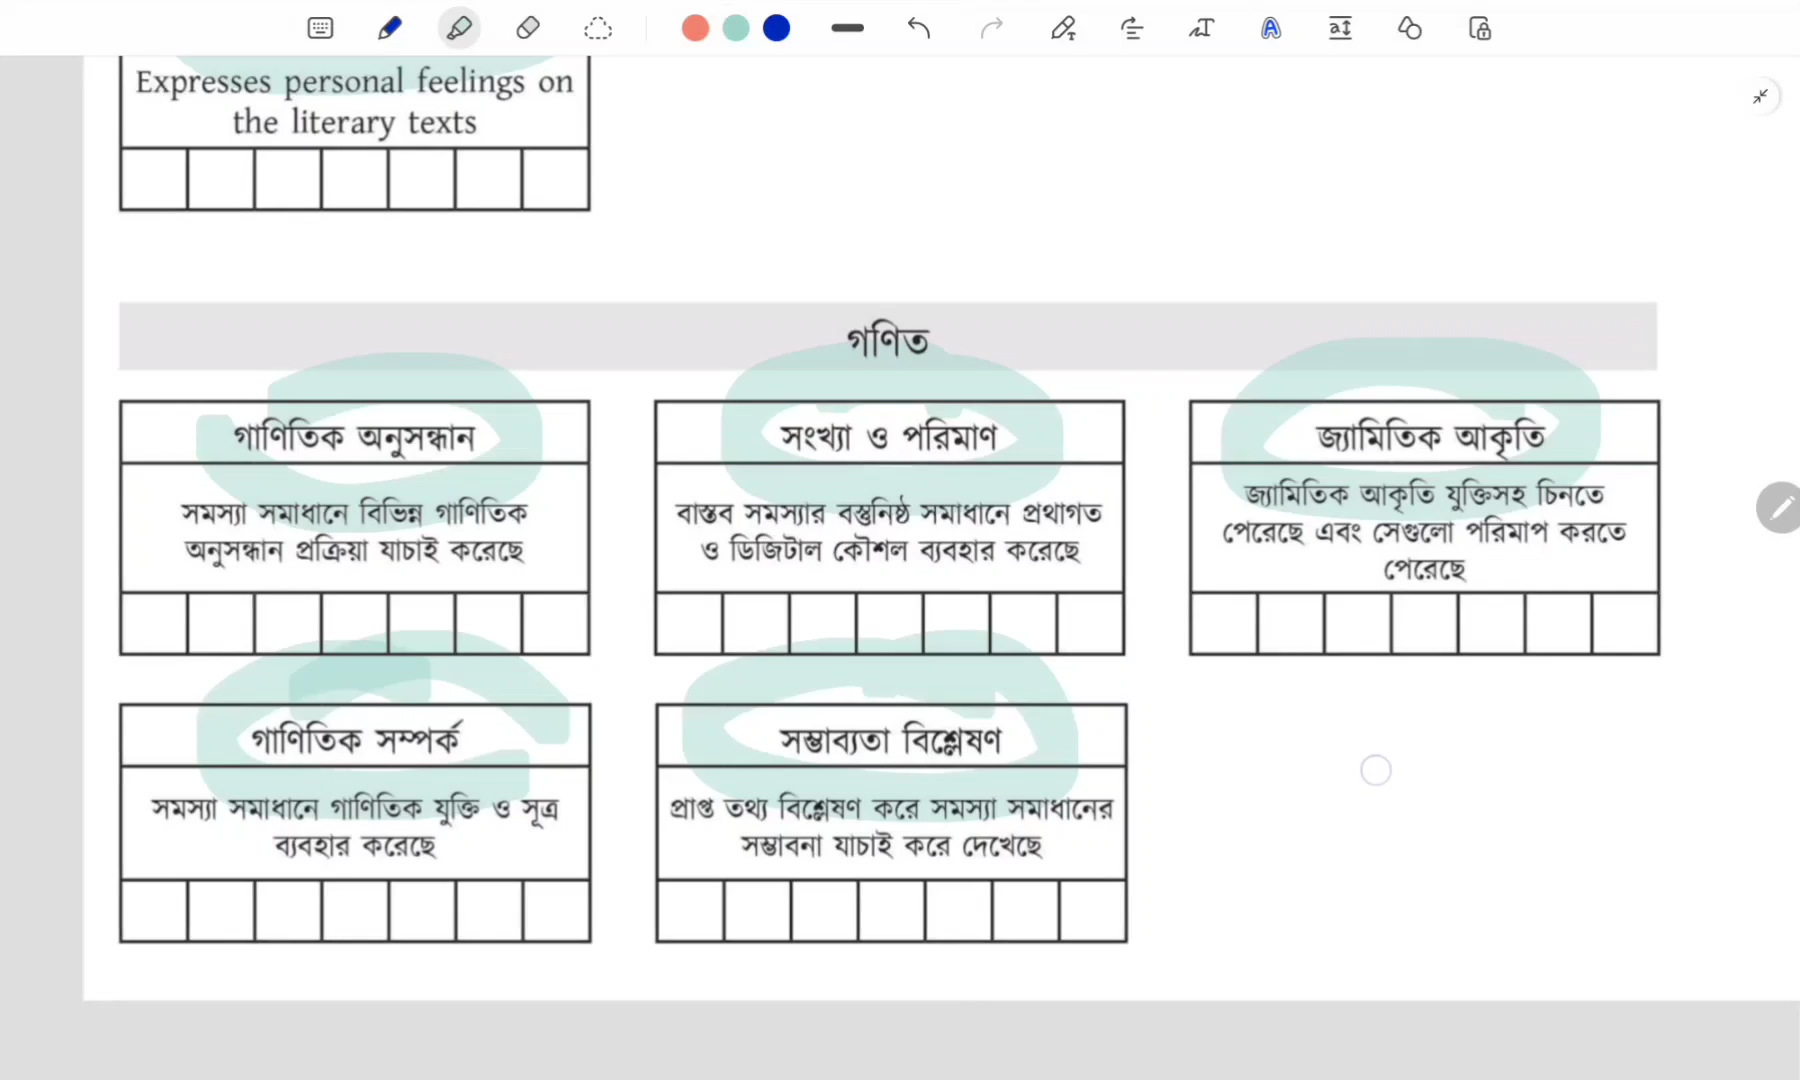 Expresses personal feelings on
the literary texts
গণিত
গাণিতিক অনুসন্ধান
সমস্যা সমাধানে বিভিন্ন গাণিতিক
অনুসন্ধান প্রক্রিয়া যাচাই করেছে
সংখ্যা ও পরিমাণ
বাস্তব সমস্যার বস্তুনিষ্ঠ সমাধানে প্রথাগত
ও ডিজিটাল কৌশল ব্যবহার করেছে
জ্যামিতিক আকৃতি
জ্যামিতিক আকৃতি যুক্তিসহ চিনতে
পেরেছে এবং সেগুলো পরিমাপ করতে
পেরেছে
গাণিতিক সম্পর্ক
সমস্যা সমাধানে গাণিতিক যুক্তি ও সূত্র
ব্যবহার করেছে
সম্ভাব্যতা বিশ্লেষণ
প্রাপ্ত তথ্য বিশ্লেষণ করে সমস্যা সমাধানের
সম্ভাবনা যাচাই করে দেখেছে